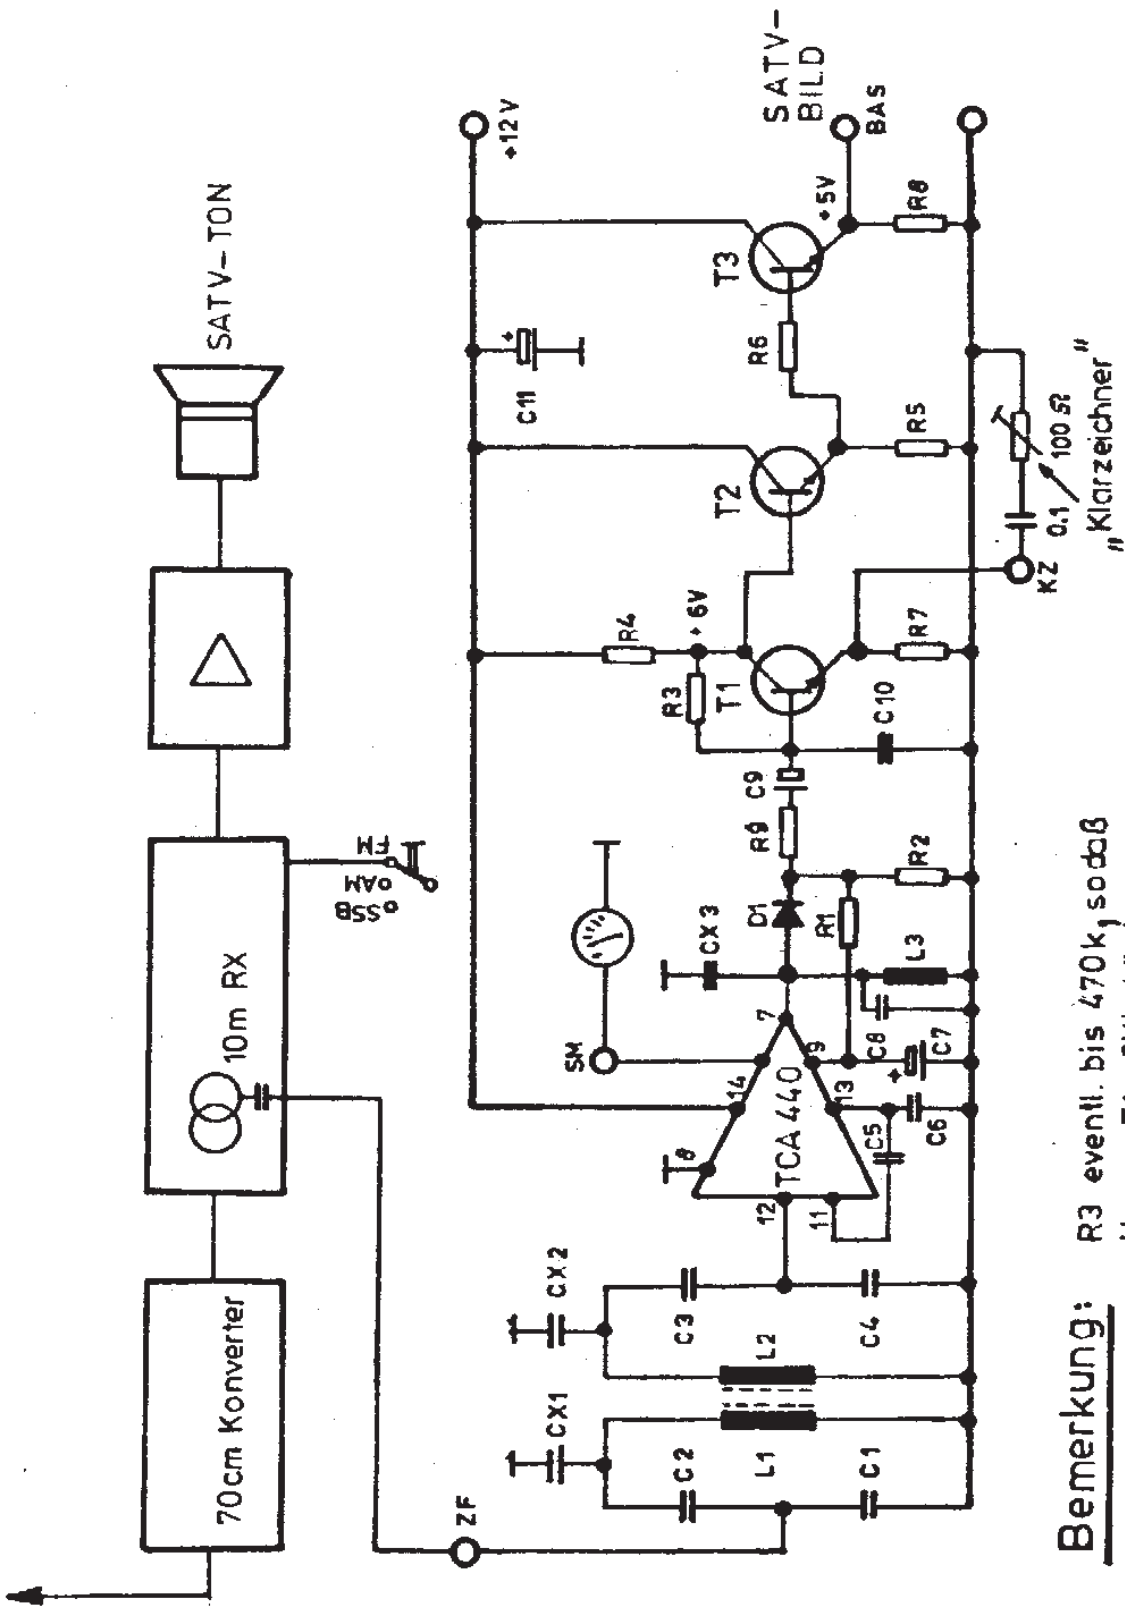 70cm Konverter
10m RX
SSB
AM
FM
SATV-TON
ZF
CX1
CX2
C2
C1
L1
L2
C3
C4
12
11
8
14
TCA 440
7
9
13
C5
C6
C7
C8
L3
SM
CX3
D1
R1
R2
R9
C9
C10
R3
R4
+6V
T1
R7
KZ
0.1
100 Ω
„Klarzeichner"
T2
R5
C11
+
+
R6
T3
+5V
R8
+12V
SATV-
BILD
BAS
Bemerkung:
R3 eventl. bis 470k, sodaß